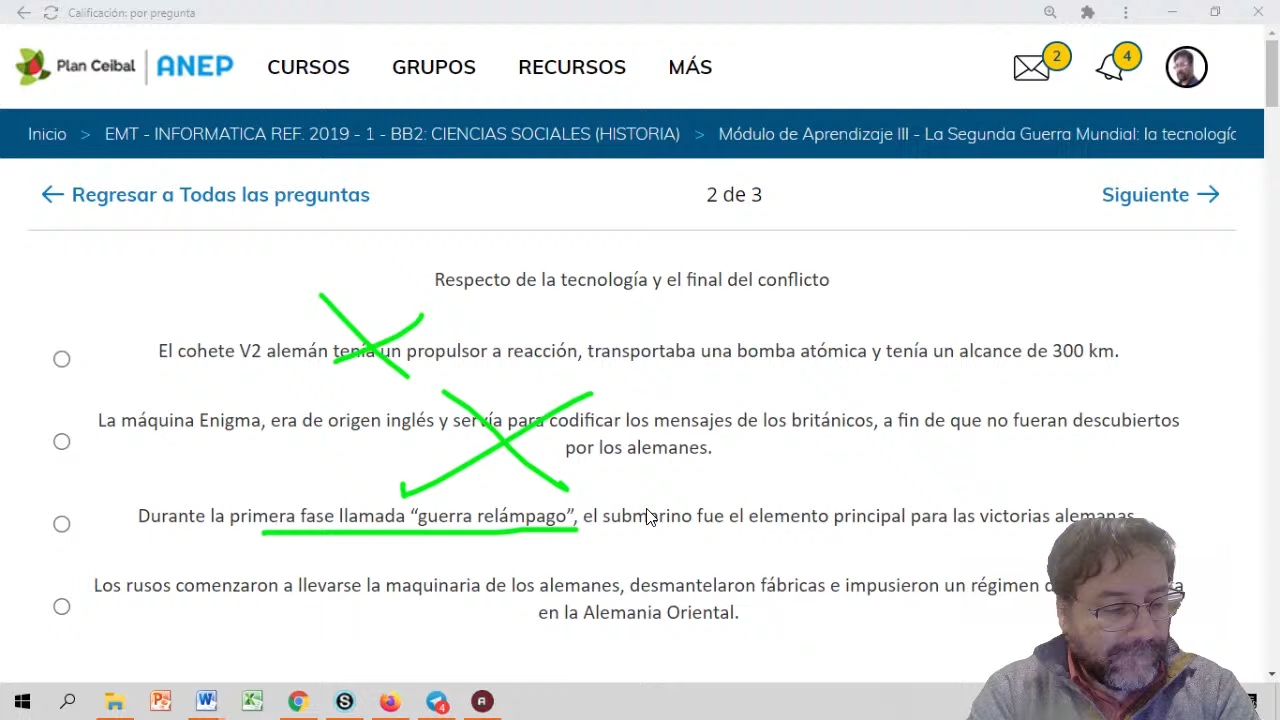 Calificación: por pregunta
Plan Ceibal ANEP CURSOS GRUPOS RECURSOS MÁS 2 4
Inicio > EMT - INFORMATICA REF. 2019 - 1 - BB2: CIENCIAS SOCIALES (HISTORIA) > Módulo de Aprendizaje III - La Segunda Guerra Mundial: la tecnologíc
← Regresar a Todas las preguntas 2 de 3 Siguiente →
Respecto de la tecnología y el final del conflicto
El cohete V2 alemán tenía un propulsor a reacción, transportaba una bomba atómica y tenía un alcance de 300 km.
La máquina Enigma, era de origen inglés y servía para codificar los mensajes de los británicos, a fin de que no fueran descubiertos
por los alemanes.
Durante la primera fase llamada “guerra relámpago”, el submarino fue el elemento principal para las victorias alemanas.
Los rusos comenzaron a llevarse la maquinaria de los alemanes, desmantelaron fábricas e impusieron un régimen
en la Alemania Oriental.
4